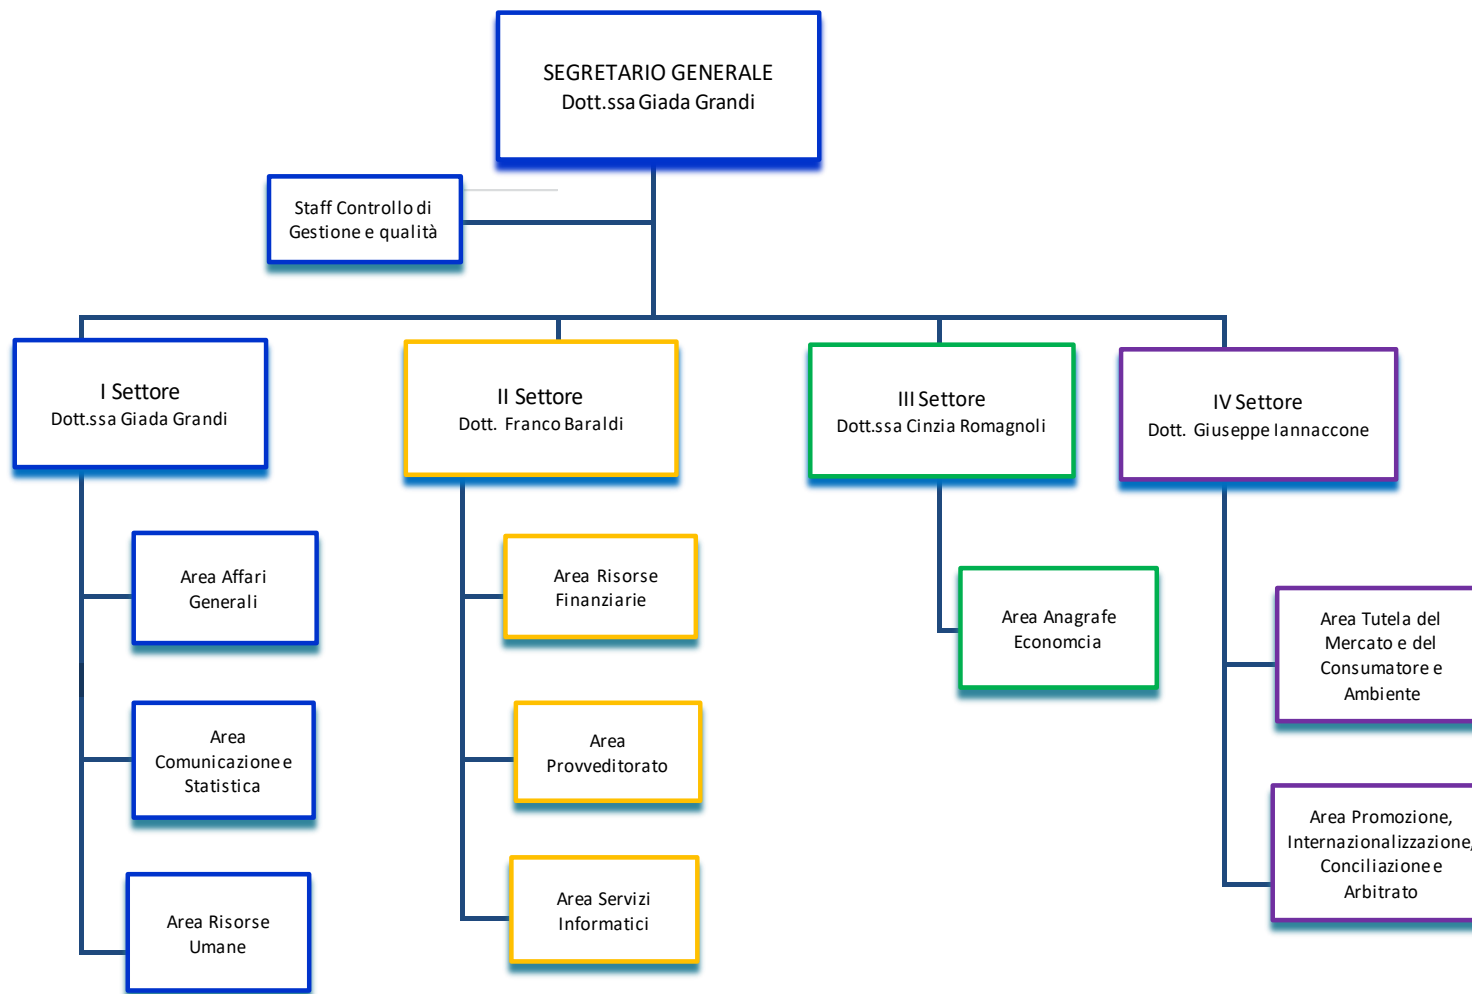 SEGRETARIO GENERALE
Dott.ssa Giada Grandi
Staff Controllo di
Gestione e qualità
I Settore
Dott.ssa Giada Grandi
II Settore
Dott. Franco Baraldi
III Settore
Dott.ssa Cinzia Romagnoli
IV Settore
Dott. Giuseppe Iannaccone
Area Affari
Generali
Area Risorse
Finanziarie
Area Anagrafe
Economcia
Area Tutela del
Mercato e del
Consumatore e
Ambiente
Area
Comunicazione e
Statistica
Area
Provveditorato
Area Promozione,
Internazionalizzazione,
Conciliazione e
Arbitrato
Area Risorse
Umane
Area Servizi
Informatici